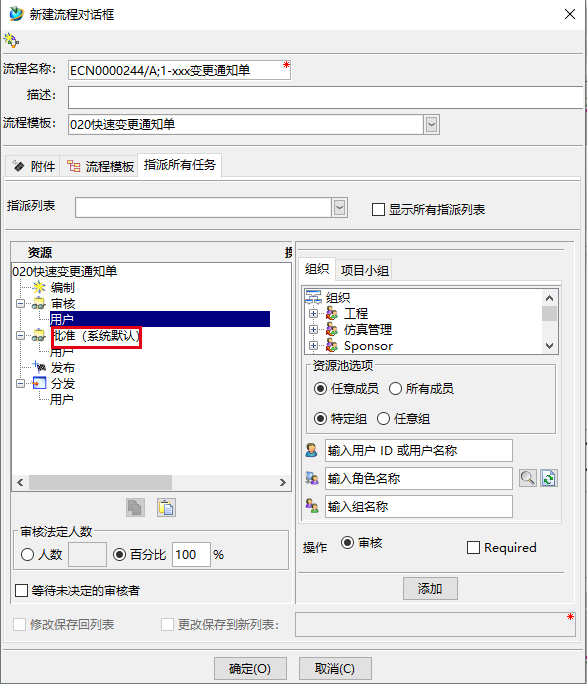 新建流程对话框
流程名称： ECN0000244/A;1-xxx变更通知单 *
描述：
流程模板： 020快速变更通知单
附件 流程模板 指派所有任务
指派列表 显示所有指派列表
资源
020快速变更通知单
编制
审核
用户
批准（系统默认）
用户
发布
分发
用户
审核法定人数
人数 百分比 100 %
等待未决定的审核者
组织 项目小组
组织
工程
仿真管理
Sponsor
资源池选项
任意成员 所有成员
特定组 任意组
输入用户 ID 或用户名称
输入角色名称
输入组名称
操作 审核 Required
添加
修改保存回列表 更改保存到新列表： *
确定(O) 取消(C)